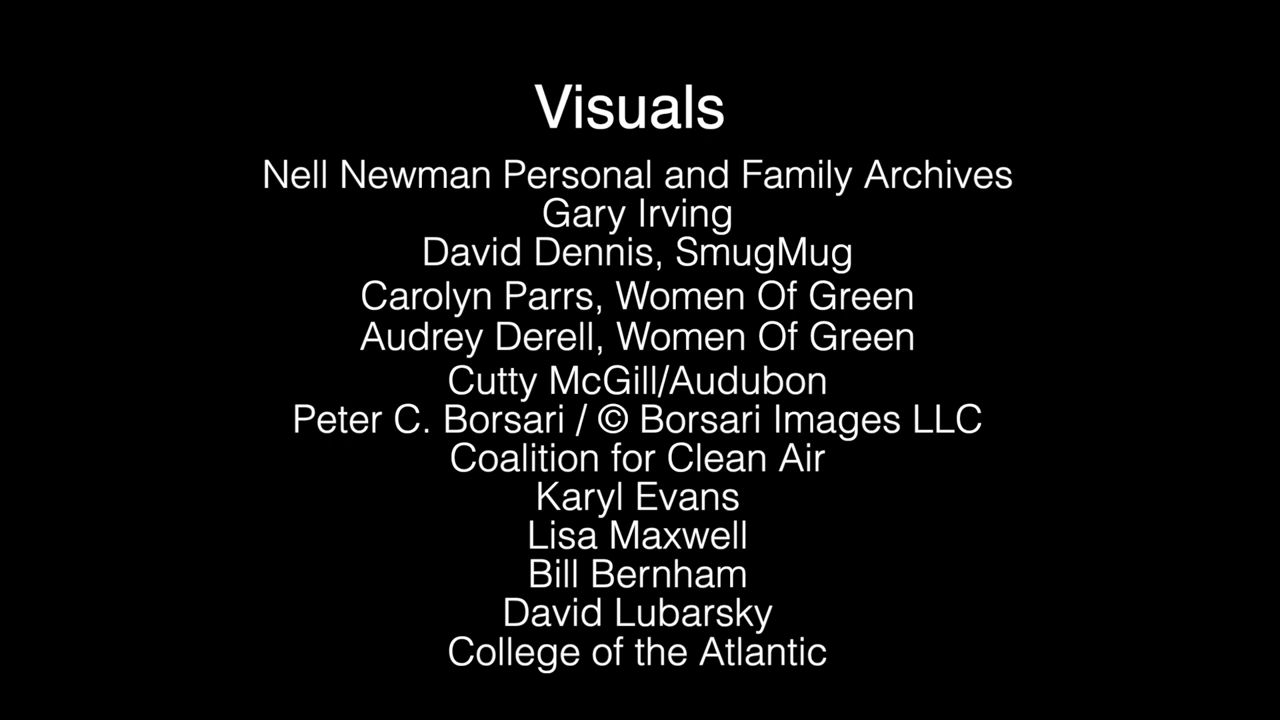 Visuals
Nell Newman Personal and Family Archives
Gary Irving
David Dennis, SmugMug
Carolyn Parrs, Women Of Green
Audrey Derell, Women Of Green
Cutty McGill/Audubon
Peter C. Borsari / © Borsari Images LLC
Coalition for Clean Air
Karyl Evans
Lisa Maxwell
Bill Bernham
David Lubarsky
College of the Atlantic